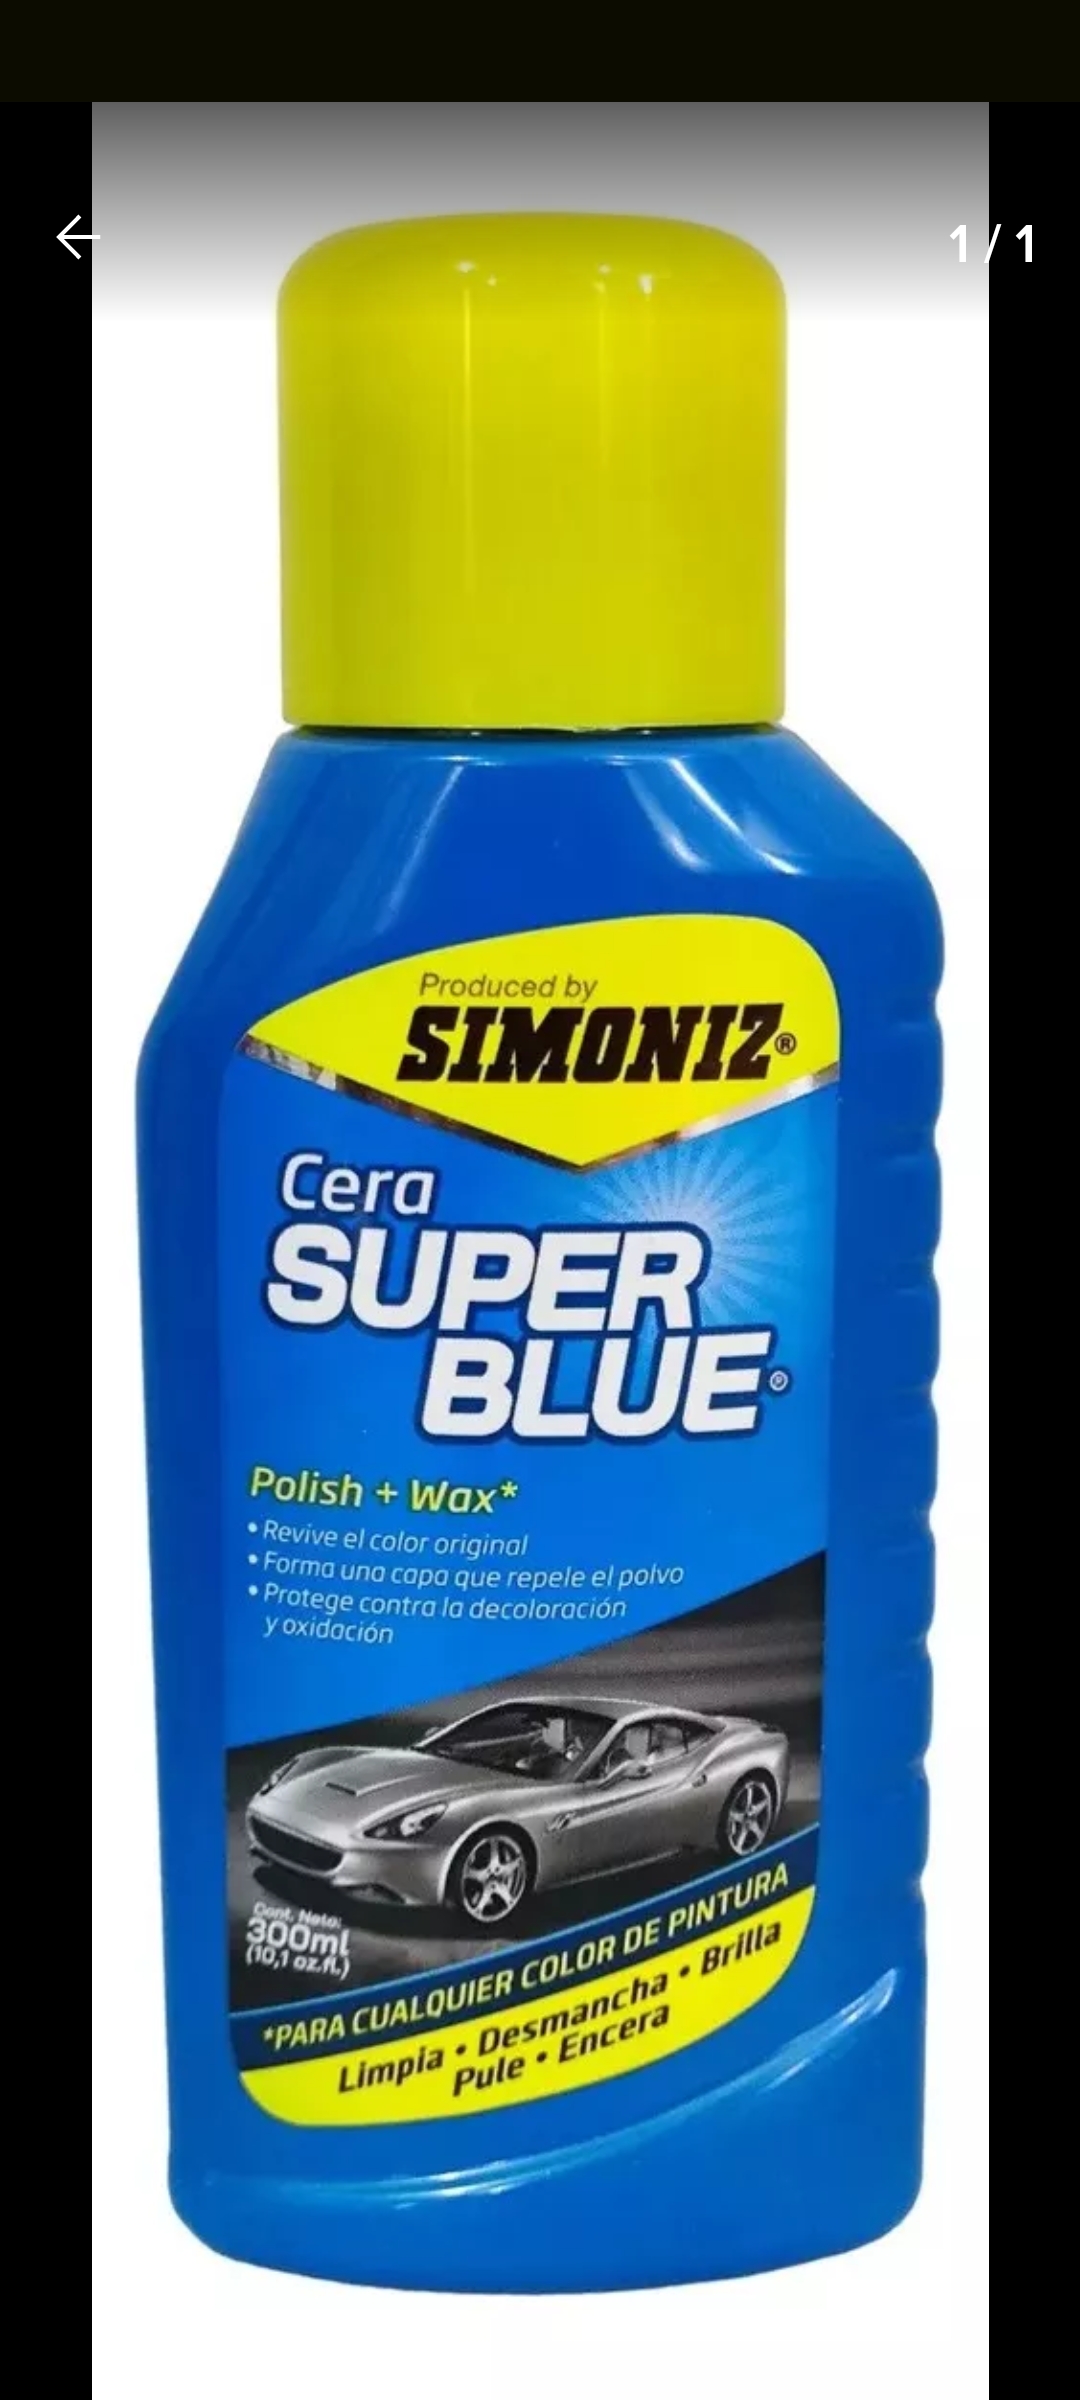 1 / 1
Produced by
SIMONIZ®
Cera
SUPER
BLUE®
Polish + Wax*
• Revive el color original
• Forma una capa que repele el polvo
• Protege contra la decoloración
y oxidación
Cont. Neto:
300ml
(10,1 oz.fl.)
*PARA CUALQUIER COLOR DE PINTURA
Limpia • Desmancha • Brilla
Pule • Encera